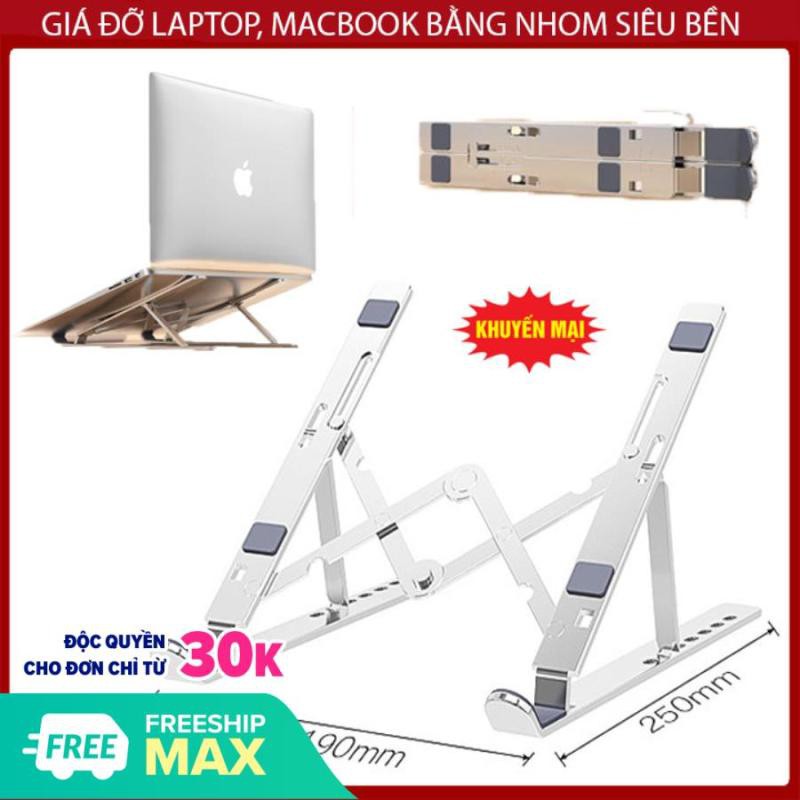 GIÁ ĐỠ LAPTOP, MACBOOK BẰNG NHOM SIÊU BỀN
KHUYẾN MẠI
ĐỘC QUYỀN
CHO ĐƠN CHỈ TỪ
30K
250mm
190mm
FREE
FREESHIP
MAX